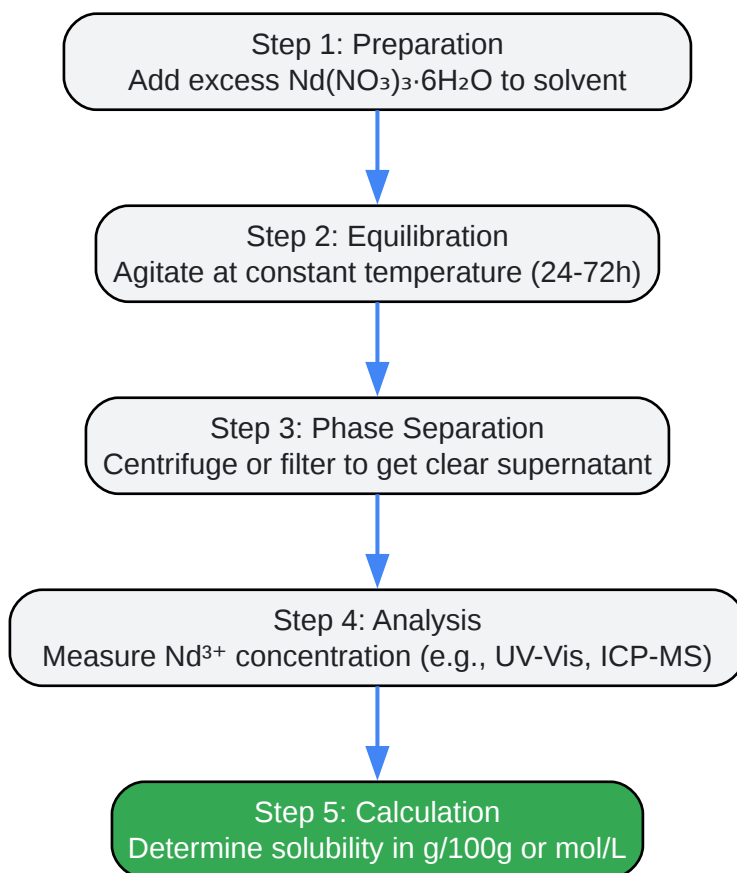 Step 1: Preparation
Add excess Nd(NO₃)₃·6H₂O to solvent
Step 2: Equilibration
Agitate at constant temperature (24-72h)
Step 3: Phase Separation
Centrifuge or filter to get clear supernatant
Step 4: Analysis
Measure Nd³⁺ concentration (e.g., UV-Vis, ICP-MS)
Step 5: Calculation
Determine solubility in g/100g or mol/L